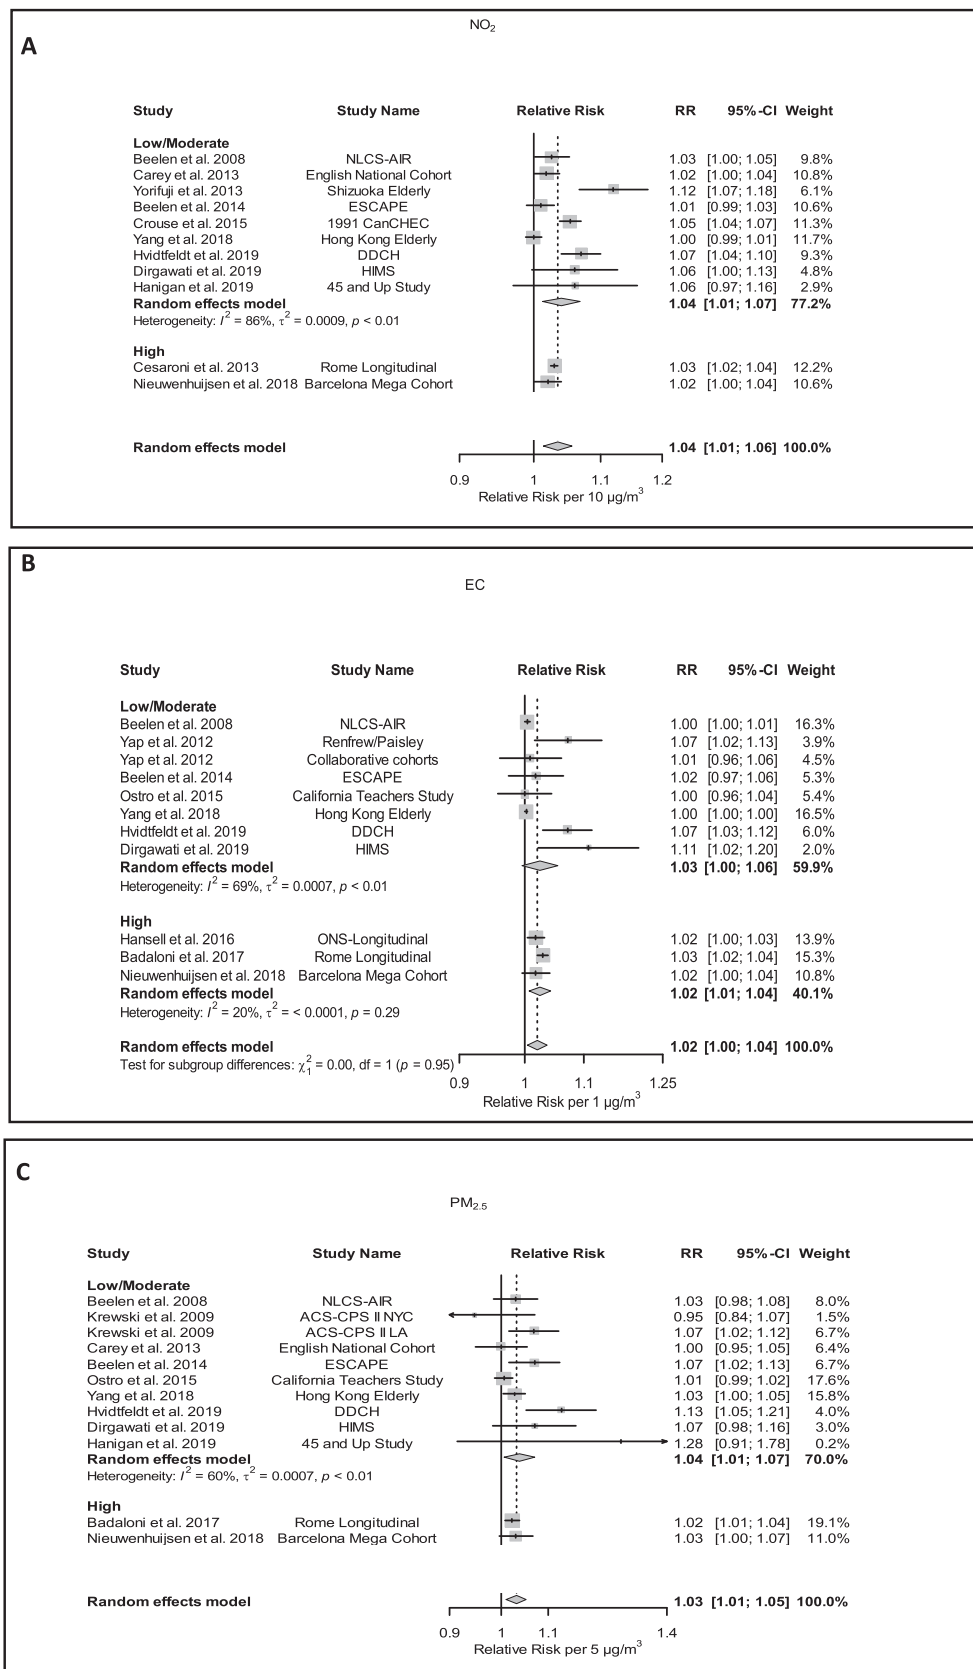 A
NO2
Study Study Name Relative Risk RR 95%-CI Weight
Low/Moderate
Beelen et al. 2008 NLCS-AIR 1.03 [1.00; 1.05] 9.8%
Carey et al. 2013 English National Cohort 1.02 [1.00; 1.04] 10.8%
Yorifuji et al. 2013 Shizuoka Elderly 1.12 [1.07; 1.18] 6.1%
Beelen et al. 2014 ESCAPE 1.01 [0.99; 1.03] 10.6%
Crouse et al. 2015 1991 CanCHEC 1.05 [1.04; 1.07] 11.3%
Yang et al. 2018 Hong Kong Elderly 1.00 [0.99; 1.01] 11.7%
Hvidtfeldt et al. 2019 DDCH 1.07 [1.04; 1.10] 9.3%
Dirgawati et al. 2019 HIMS 1.06 [1.00; 1.13] 4.8%
Hanigan et al. 2019 45 and Up Study 1.06 [0.97; 1.16] 2.9%
Random effects model 1.04 [1.01; 1.07] 77.2%
Heterogeneity: I2 = 86%, τ2 = 0.0009, p < 0.01
High
Cesaroni et al. 2013 Rome Longitudinal 1.03 [1.02; 1.04] 12.2%
Nieuwenhuijsen et al. 2018 Barcelona Mega Cohort 1.02 [1.00; 1.04] 10.6%
Random effects model 1.04 [1.01; 1.06] 100.0%
0.9 1 1.1 1.2
Relative Risk per 10 µg/m3
B
EC
Study Study Name Relative Risk RR 95%-CI Weight
Low/Moderate
Beelen et al. 2008 NLCS-AIR 1.00 [1.00; 1.01] 16.3%
Yap et al. 2012 Renfrew/Paisley 1.07 [1.02; 1.13] 3.9%
Yap et al. 2012 Collaborative cohorts 1.01 [0.96; 1.06] 4.5%
Beelen et al. 2014 ESCAPE 1.02 [0.97; 1.06] 5.3%
Ostro et al. 2015 California Teachers Study 1.00 [0.96; 1.04] 5.4%
Yang et al. 2018 Hong Kong Elderly 1.00 [1.00; 1.00] 16.5%
Hvidtfeldt et al. 2019 DDCH 1.07 [1.03; 1.12] 6.0%
Dirgawati et al. 2019 HIMS 1.11 [1.02; 1.20] 2.0%
Random effects model 1.03 [1.00; 1.06] 59.9%
Heterogeneity: I2 = 69%, τ2 = 0.0007, p < 0.01
High
Hansell et al. 2016 ONS-Longitudinal 1.02 [1.00; 1.03] 13.9%
Badaloni et al. 2017 Rome Longitudinal 1.03 [1.02; 1.04] 15.3%
Nieuwenhuijsen et al. 2018 Barcelona Mega Cohort 1.02 [1.00; 1.04] 10.8%
Random effects model 1.02 [1.01; 1.04] 40.1%
Heterogeneity: I2 = 20%, τ2 = < 0.0001, p = 0.29
Random effects model 1.02 [1.00; 1.04] 100.0%
Test for subgroup differences: χ21 = 0.00, df = 1 (p = 0.95)
0.9 1 1.1 1.25
Relative Risk per 1 µg/m3
C
PM2.5
Study Study Name Relative Risk RR 95%-CI Weight
Low/Moderate
Beelen et al. 2008 NLCS-AIR 1.03 [0.98; 1.08] 8.0%
Krewski et al. 2009 ACS-CPS II NYC 0.95 [0.84; 1.07] 1.5%
Krewski et al. 2009 ACS-CPS II LA 1.07 [1.02; 1.12] 6.7%
Carey et al. 2013 English National Cohort 1.00 [0.95; 1.05] 6.4%
Beelen et al. 2014 ESCAPE 1.07 [1.02; 1.13] 6.7%
Ostro et al. 2015 California Teachers Study 1.01 [0.99; 1.02] 17.6%
Yang et al. 2018 Hong Kong Elderly 1.03 [1.00; 1.05] 15.8%
Hvidtfeldt et al. 2019 DDCH 1.13 [1.05; 1.21] 4.0%
Dirgawati et al. 2019 HIMS 1.07 [0.98; 1.16] 3.0%
Hanigan et al. 2019 45 and Up Study 1.28 [0.91; 1.78] 0.2%
Random effects model 1.04 [1.01; 1.07] 70.0%
Heterogeneity: I2 = 60%, τ2 = 0.0007, p < 0.01
High
Badaloni et al. 2017 Rome Longitudinal 1.02 [1.01; 1.04] 19.1%
Nieuwenhuijsen et al. 2018 Barcelona Mega Cohort 1.03 [1.00; 1.07] 11.0%
Random effects model 1.03 [1.01; 1.05] 100.0%
0.9 1 1.1 1.4
Relative Risk per 5 µg/m3